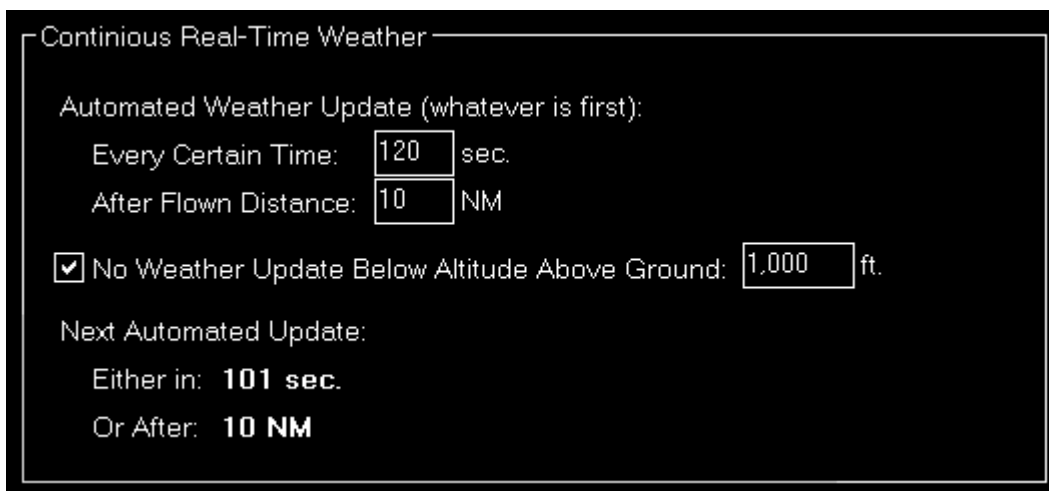 Continious Real-Time Weather
Automated Weather Update (whatever is first):
Every Certain Time: 120 sec.
After Flown Distance: 10 NM
No Weather Update Below Altitude Above Ground: 1,000 ft.
Next Automated Update:
Either in: 101 sec.
Or After: 10 NM